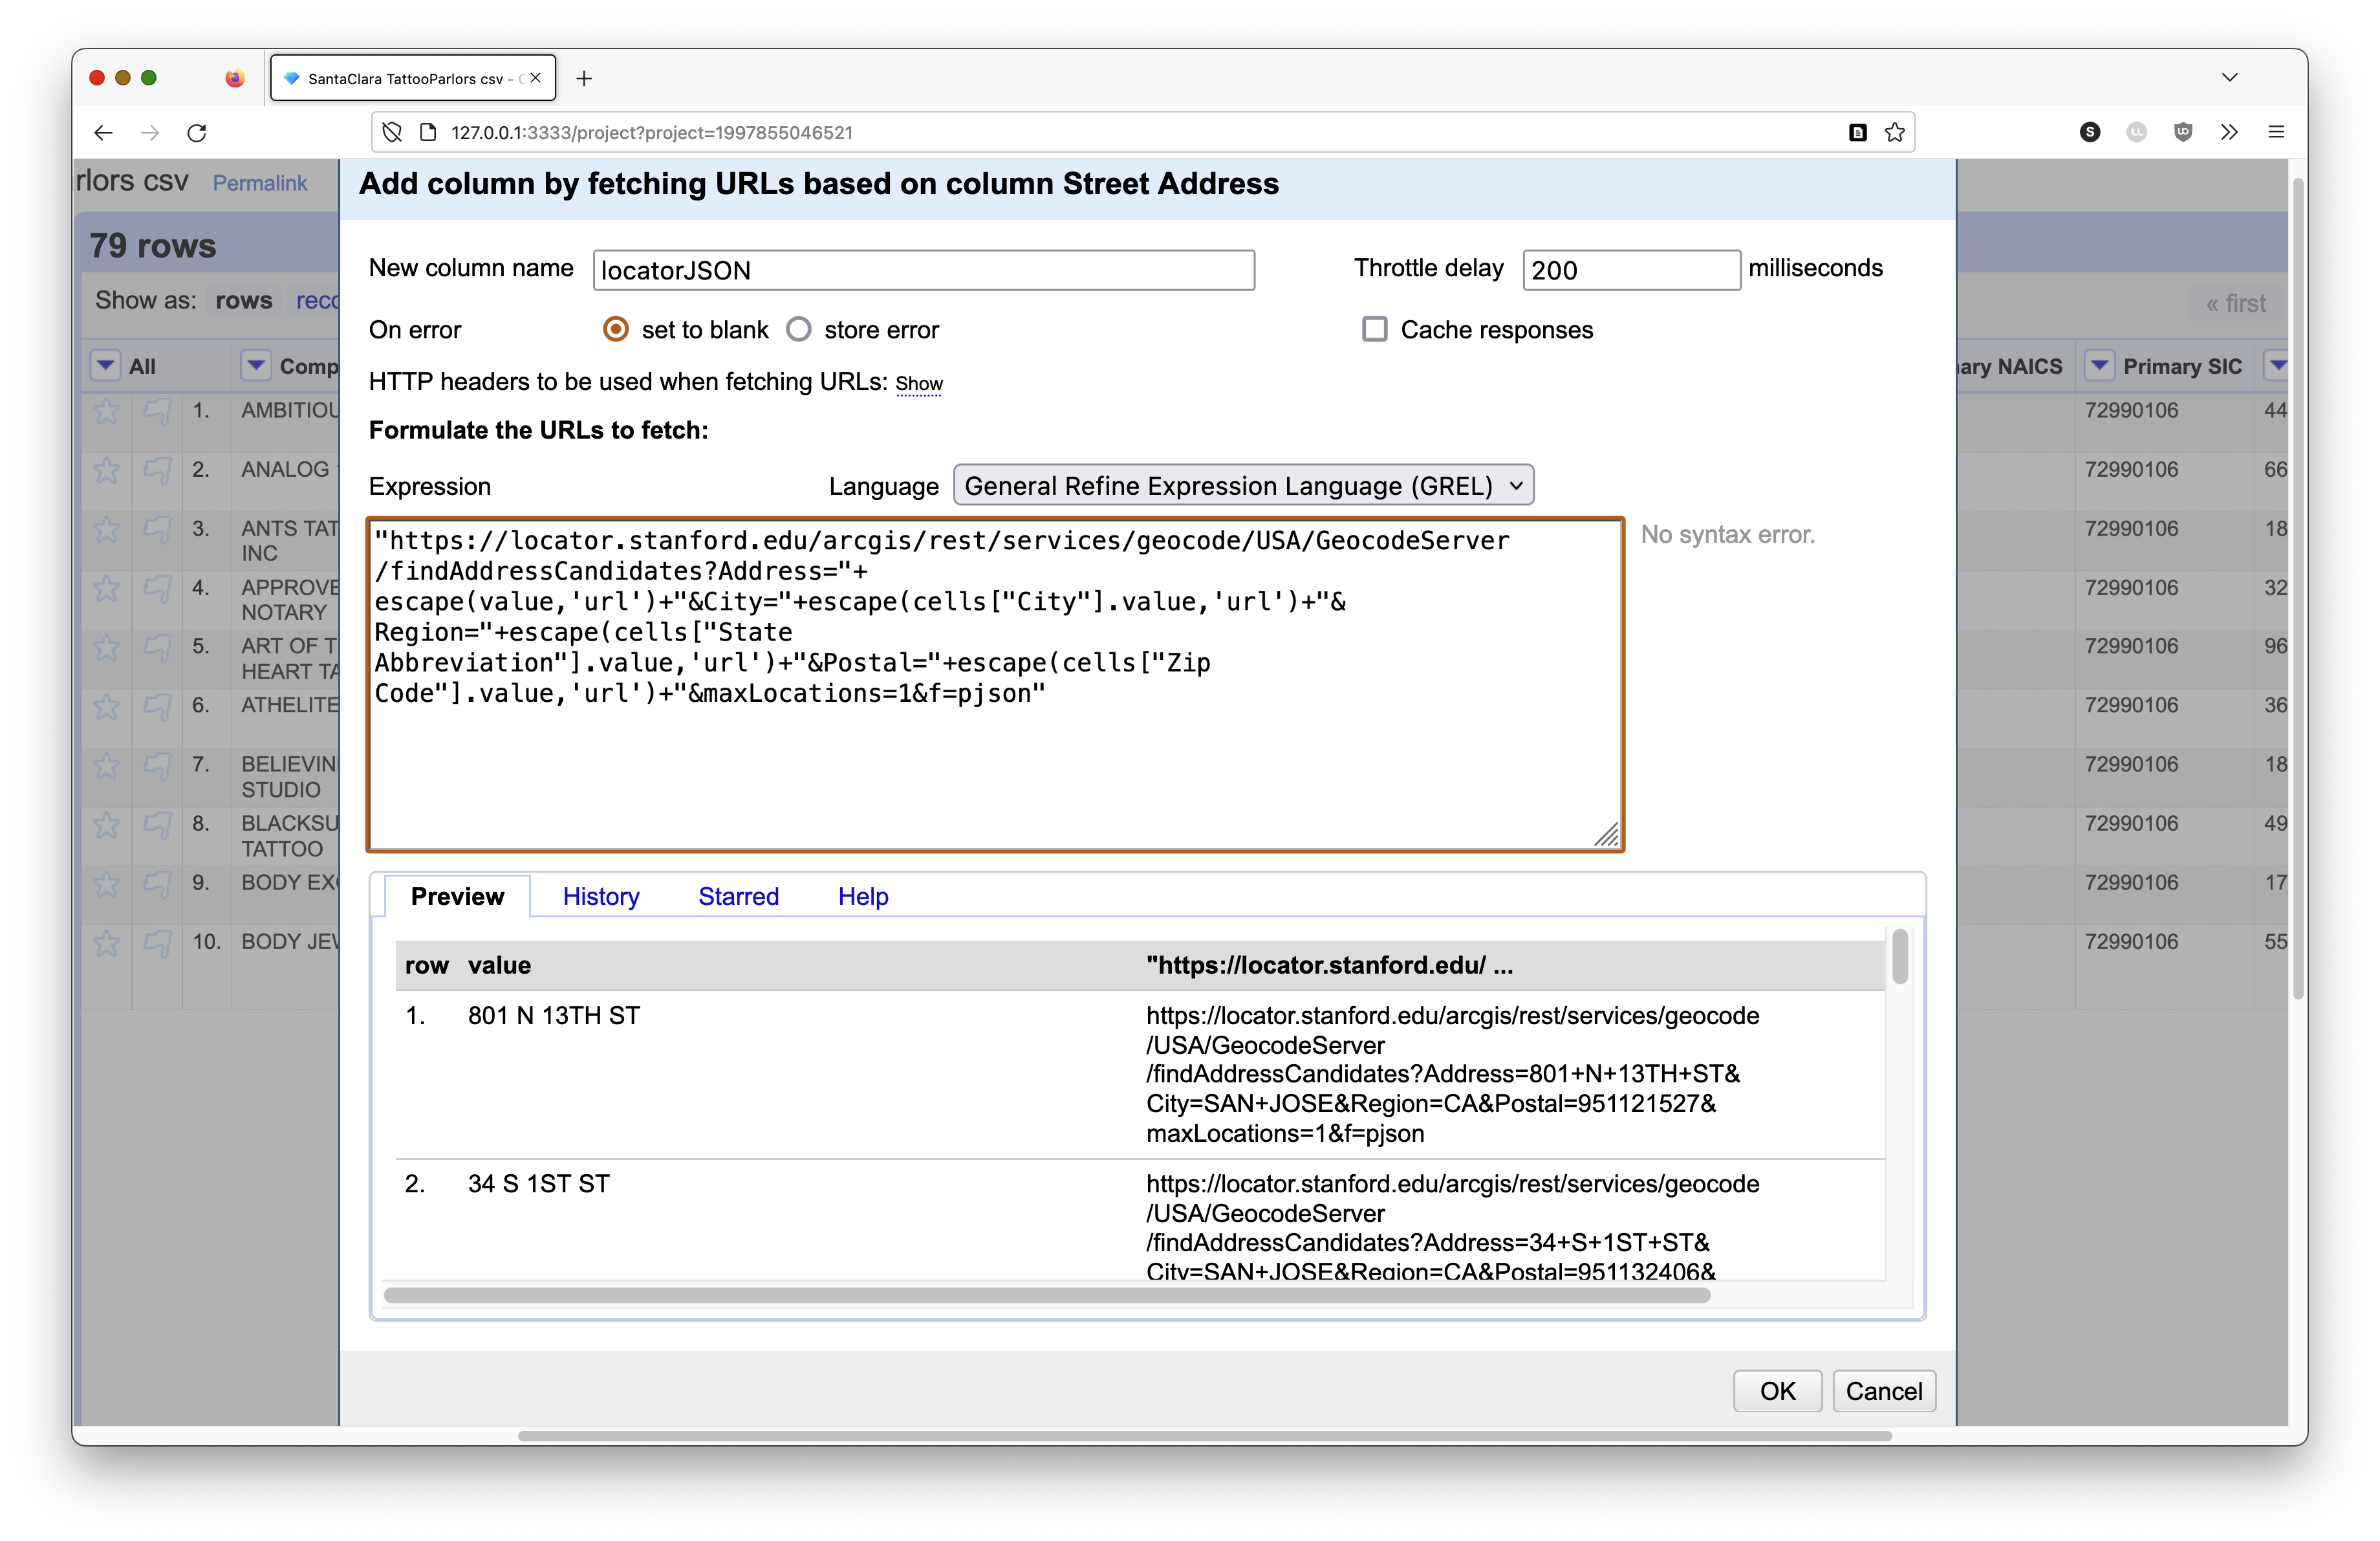 SantaClara TattooParlors csv - 
127.0.0.1:3333/project?project=1997855046521
rlors csv Permalink
Add column by fetching URLs based on column Street Address
79 rows
New column name locatorJSON Throttle delay 200 milliseconds
Show as: rows « first
On error set to blank store error Cache responses
All Primary SIC
NAICS
HTTP headers to be used when fetching URLs: Show
Formulate the URLs to fetch:
Expression Language General Refine Expression Language (GREL)
"https://locator.stanford.edu/arcgis/rest/services/geocode/USA/GeocodeServer
/findAddressCandidates?Address="+
escape(value,'url')+"&City="+escape(cells["City"].value,'url')+"&
Region="+escape(cells["State
Abbreviation"].value,'url')+"&Postal="+escape(cells["Zip
Code"].value,'url')+"&maxLocations=1&f=pjson"
No syntax error.
1. AMBITIOU 72990106 44
2. ANALOG 72990106 66
3. ANTS TAT 72990106 18
INC
4. APPROVE 72990106 32
NOTARY
5. ART OF T 72990106 96
HEART TA
6. ATHELITE 72990106 36
7. BELIEVIN 72990106 18
STUDIO
8. BLACKSU 72990106 49
TATTOO
9. BODY EX 72990106 17
10. BODY JE 72990106 55
Preview History Starred Help
row value "https://locator.stanford.edu/ ...
1. 801 N 13TH ST https://locator.stanford.edu/arcgis/rest/services/geocode
/USA/GeocodeServer
/findAddressCandidates?Address=801+N+13TH+ST&
City=SAN+JOSE&Region=CA&Postal=951121527&
maxLocations=1&f=pjson
2. 34 S 1ST ST https://locator.stanford.edu/arcgis/rest/services/geocode
/USA/GeocodeServer
/findAddressCandidates?Address=34+S+1ST+ST&
City=SAN+JOSE&Region=CA&Postal=951132406&
OK Cancel